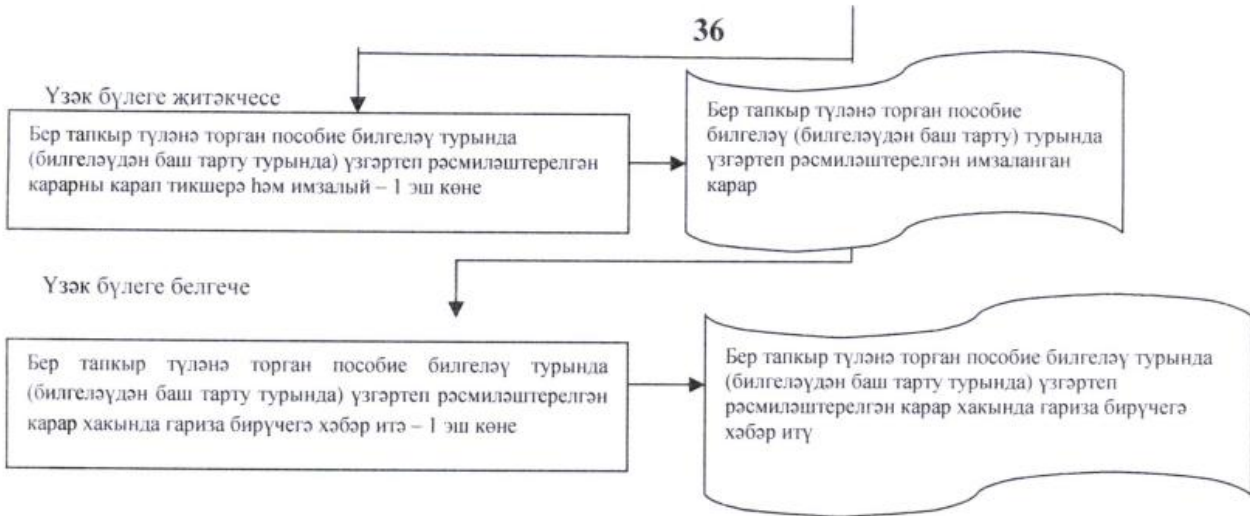 36
Үзәк бүлеге җитәкчесе
Бер тапкыр түләнә торган пособие билгеләү турында
(билгеләүдән баш тарту турында) үзгәртеп рәсмиләштерелгән
карарны карап тикшерә һәм имзалый – 1 эш көне
Бер тапкыр түләнә торган пособие
билгеләү (билгеләүдән баш тарту) турында
үзгәртеп рәсмиләштерелгән имзаланган
карар
Үзәк бүлеге белгече
Бер тапкыр түләнә торган пособие билгеләү турында
(билгеләүдән баш тарту турында) үзгәртеп рәсмиләштерелгән
карар хакында гариза бирүчегә хәбәр итә – 1 эш көне
Бер тапкыр түләнә торган пособие билгеләү турында
(билгеләүдән баш тарту турында) үзгәртеп
рәсмиләштерелгән карар хакында гариза бирүчегә
хәбәр итү